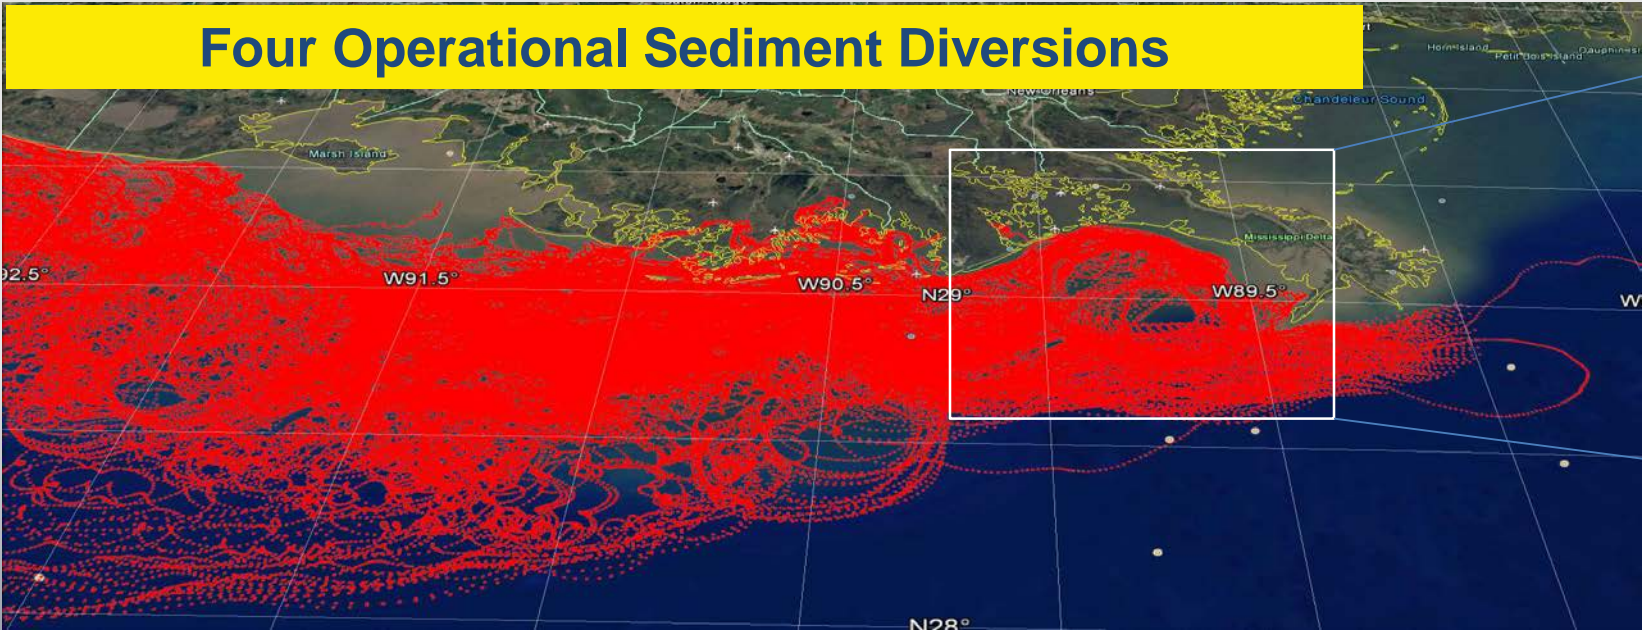 Four Operational Sediment Diversions
Horn Island
Petit Bois Island
New Orleans
Chandeleur Sound
Marsh Island
Mississippi Delta
92.5°
W91.5°
W90.5°
N29°
W89.5°
W
N28°